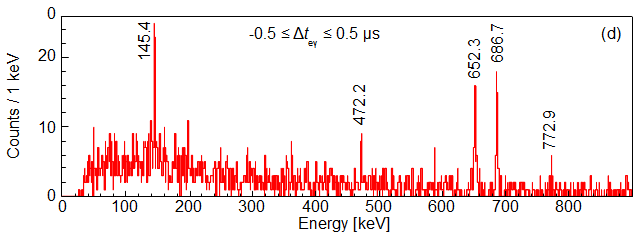 0
20
10
0
Counts / 1 keV
-0.5 ≤ Δteγ ≤ 0.5 μs
(d)
145.4
472.2
652.3
686.7
772.9
0 100 200 300 400 500 600 700 800
Energy [keV]